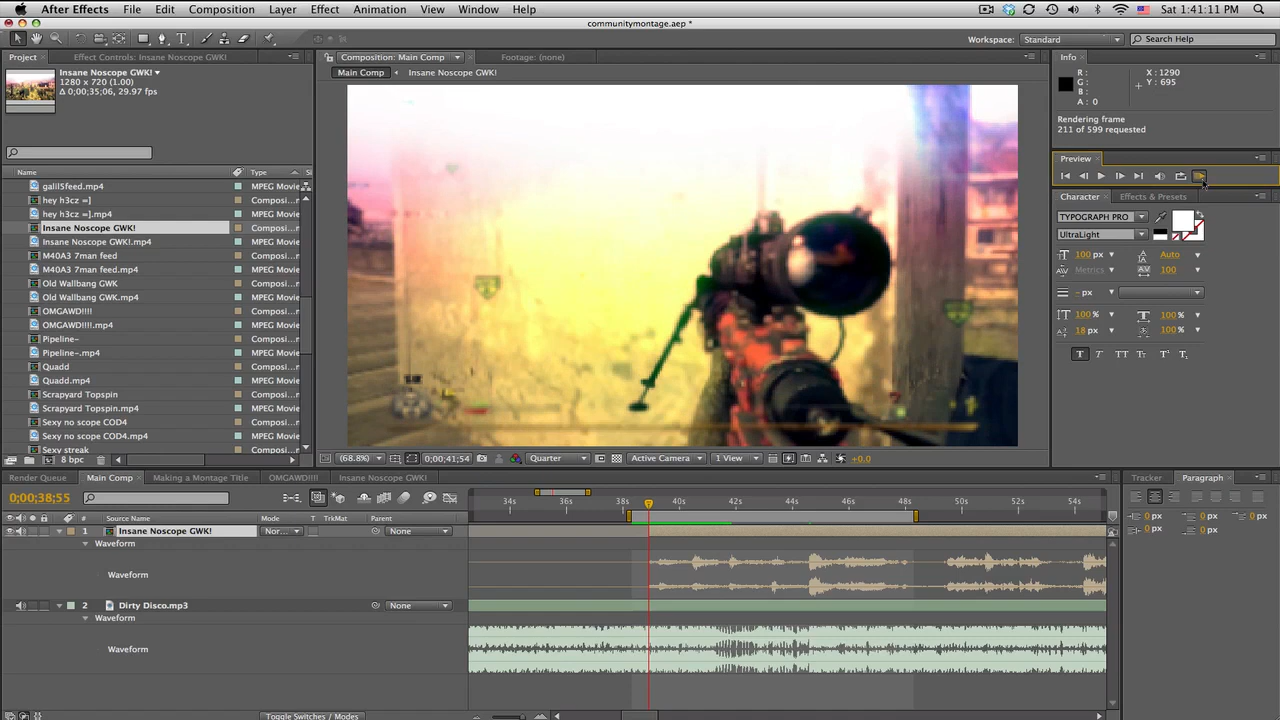 After Effects File Edit Composition Layer Effect Animation View Window Help
Sat 1:41:11 PM
communitymontage.aep *
Workspace: Standard
Search Help
Project
Effect Controls: Insane Noscope GWK!
Insane Noscope GWK!
1280 x 720 (1.00)
Δ 0;00;35;06, 29.97 fps
Name Type Si
galil5feed.mp4 MPEG Movie
hey h3cz =] Composi...
hey h3cz =].mp4 MPEG Movie
Insane Noscope GWK! Composi...
Insane Noscope GWK!.mp4 MPEG Movie
M40A3 7man feed Composi...
M40A3 7man feed.mp4 MPEG Movie
Old Wallbang GWK Composi...
Old Wallbang GWK.mp4 MPEG Movie
OMGAWD!!!! Composi...
OMGAWD!!!!.mp4 MPEG Movie
Pipeline- Composi...
Pipeline-.mp4 MPEG Movie
Quadd Composi...
Quadd.mp4 MPEG Movie
Scrapyard Topspin Composi...
Scrapyard Topspin.mp4 MPEG Movie
Sexy no scope COD4 Composi...
Sexy no scope COD4.mp4 MPEG Movie
Sexy streak Composi...
8 bpc
Composition: Main Comp
Footage: (none)
Main Comp
Insane Noscope GWK!
(68.8%) 0;00;41;54 Quarter Active Camera 1 View +0.0
Info
R :
G :
B :
A : 0
X : 1290
Y : 695
Rendering frame
211 of 599 requested
Preview
Character
Effects & Presets
TYPOGRAPH PRO
UltraLight
100 px Auto
Metrics 100
- px
100 % 100 %
18 px 100 %
T T TT Tт T¹ T₁
Render Queue Main Comp Making a Montage Title OMGAWD!!!! Insane Noscope GWK!
0;00;38;55
# Source Name Mode T TrkMat Parent
34s 36s 38s 40s 42s 44s 46s 48s 50s 52s 54s
1 Insane Noscope GWK! Nor... None
Waveform
Waveform
2 Dirty Disco.mp3 None
Waveform
Waveform
Toggle Switches / Modes
Tracker
Paragraph
0 px 0 px 0 px
0 px 0 px